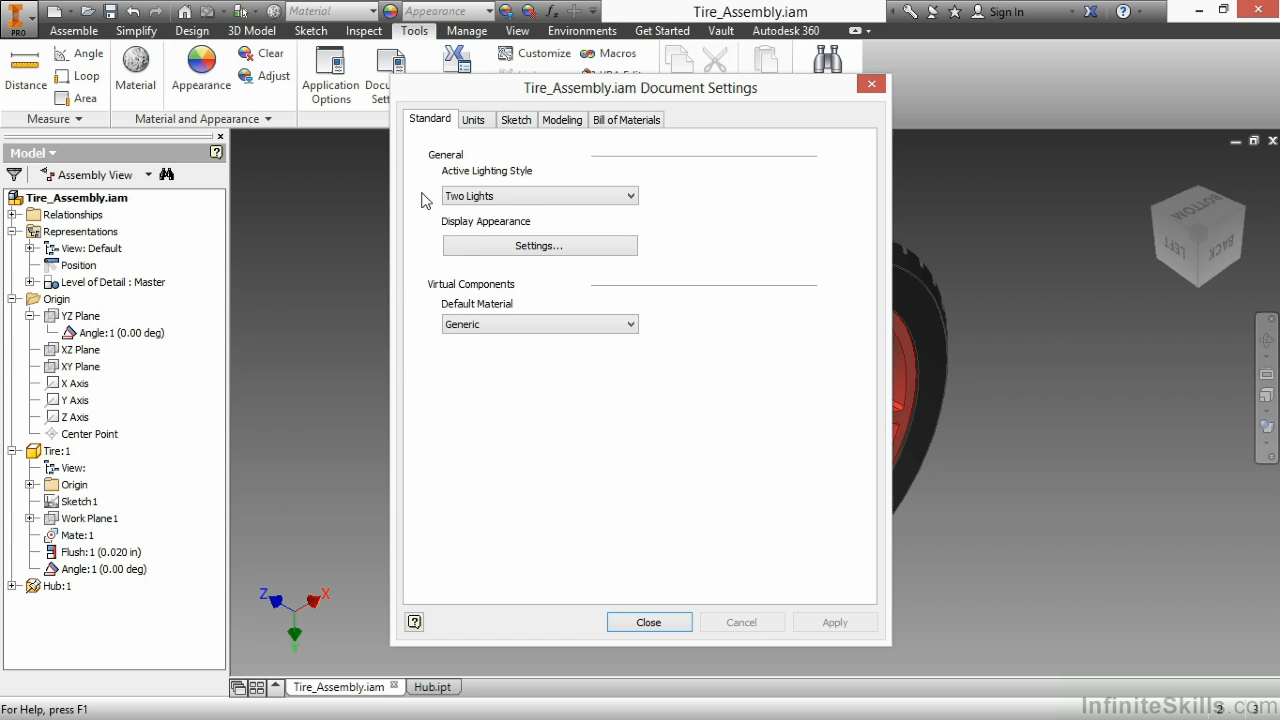 Material
Appearance
Tire_Assembly.iam
Sign In
PRO
Assemble Simplify Design 3D Model Sketch Inspect Tools Manage View Environments Get Started Vault Autodesk 360
Distance
Angle
Loop
Area
Material
Appearance
Clear
Adjust
Application
Options
Customize
Macros
Measure
Material and Appearance
Tire_Assembly.iam Document Settings
Standard Units Sketch Modeling Bill of Materials
General
Active Lighting Style
Two Lights
Display Appearance
Settings...
Virtual Components
Default Material
Generic
Close Cancel Apply
Model
Assembly View
Tire_Assembly.iam
Relationships
Representations
View: Default
Position
Level of Detail : Master
Origin
YZ Plane
Angle:1 (0.00 deg)
XZ Plane
XY Plane
X Axis
Y Axis
Z Axis
Center Point
Tire:1
View:
Origin
Sketch1
Work Plane1
Mate:1
Flush:1 (0.020 in)
Angle:1 (0.00 deg)
Hub:1
BOTTOM
LEFT
BACK
Z
X
Y
Tire_Assembly.iam
Hub.ipt
For Help, press F1
2 3
InfiniteSkills.com